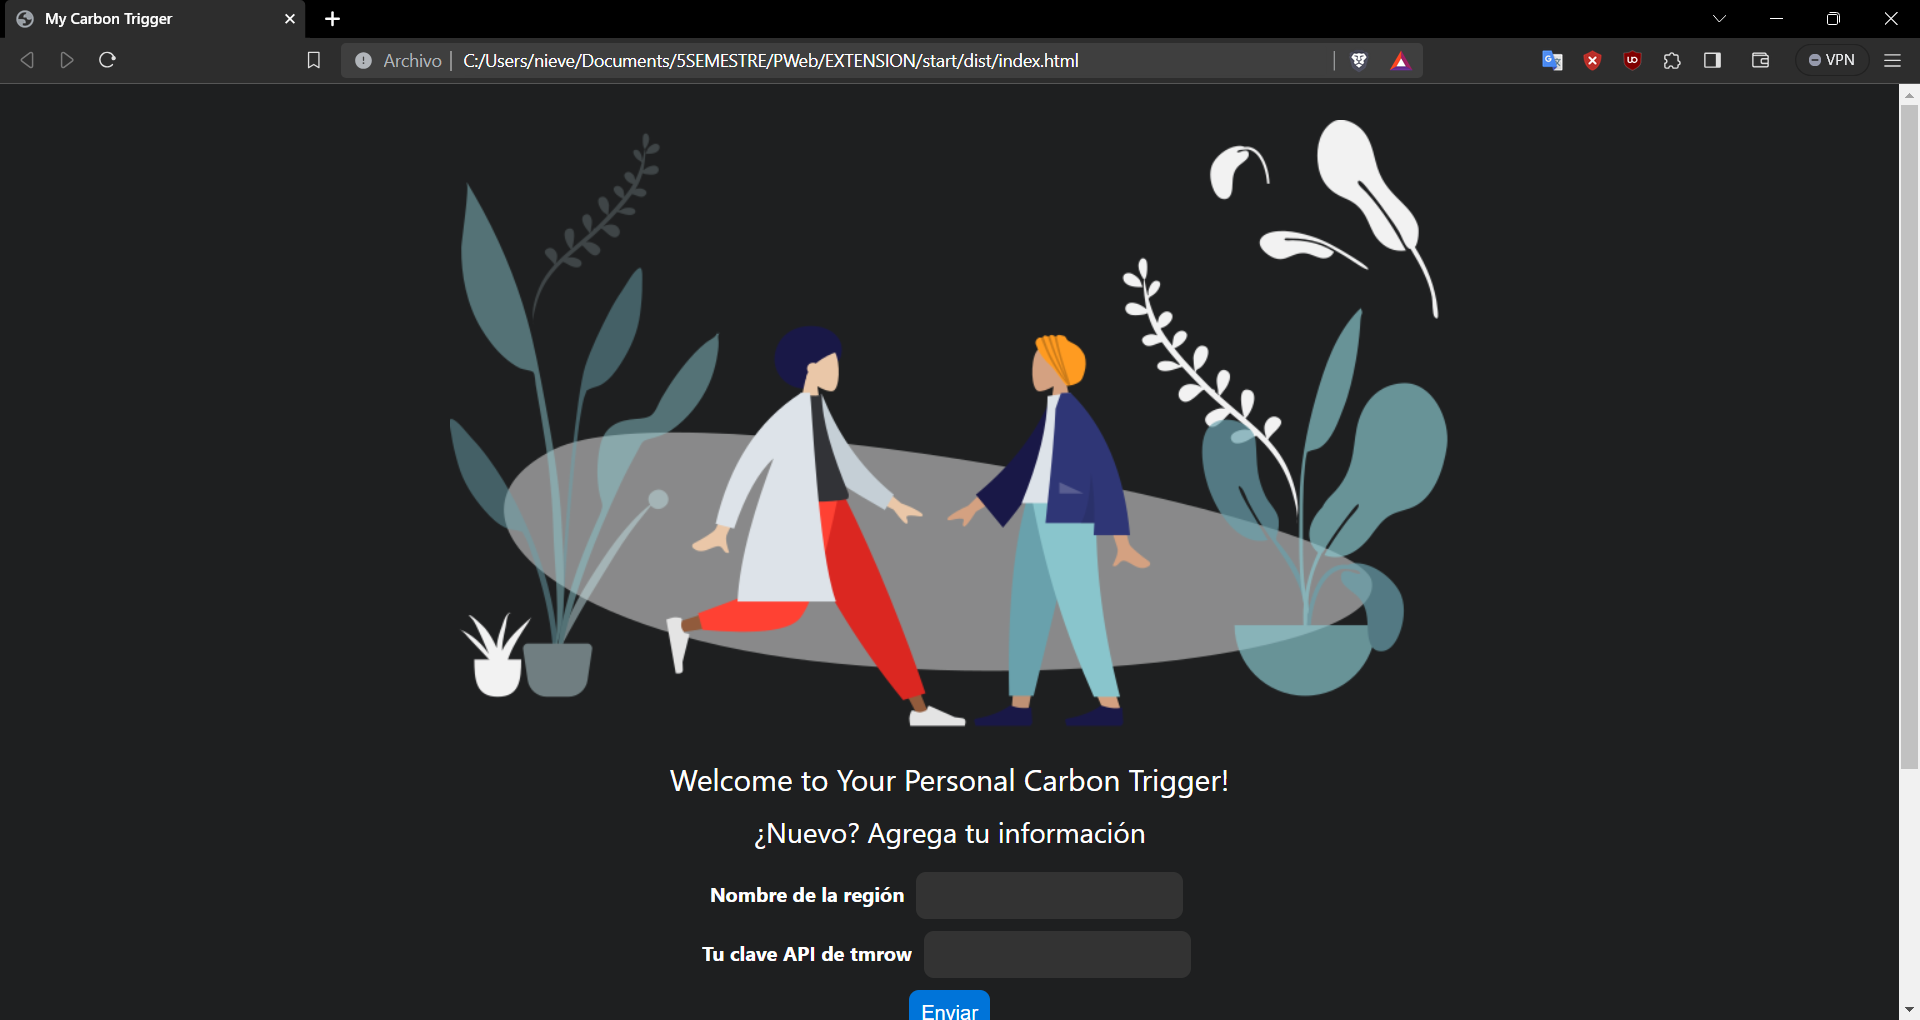 My Carbon Trigger
Archivo C:/Users/nieve/Documents/5SEMESTRE/PWeb/EXTENSION/start/dist/index.html
VPN
Welcome to Your Personal Carbon Trigger!
¿Nuevo? Agrega tu información
Nombre de la región
Tu clave API de tmrow
Enviar